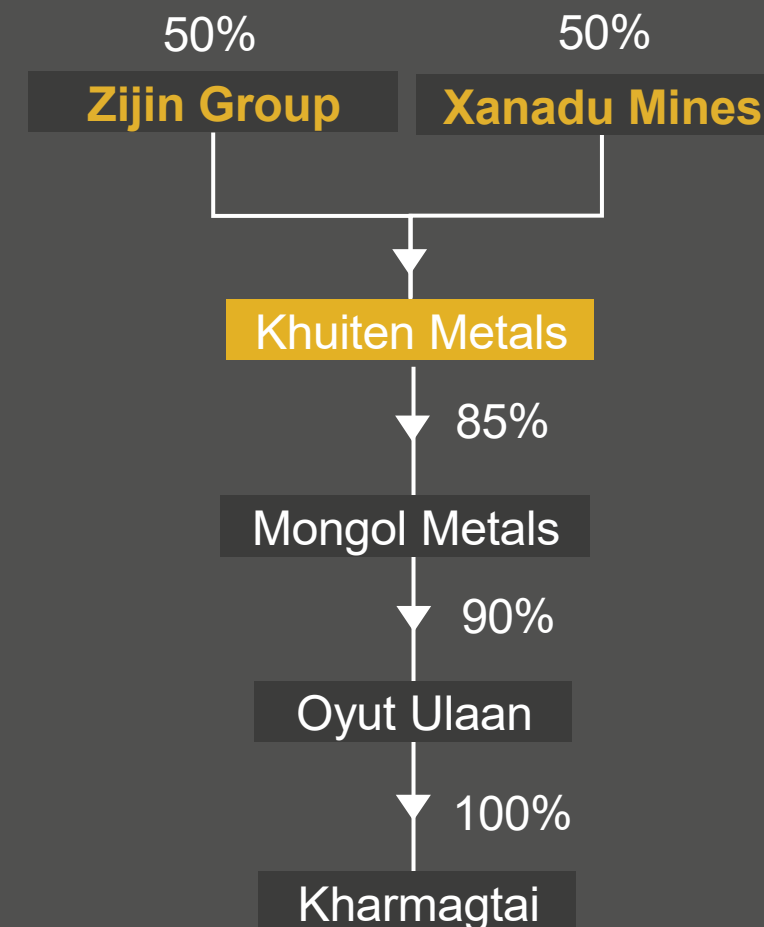 50% 50%
Zijin Group Xanadu Mines
Khuiten Metals
85%
Mongol Metals
90%
Oyut Ulaan
100%
Kharmagtai